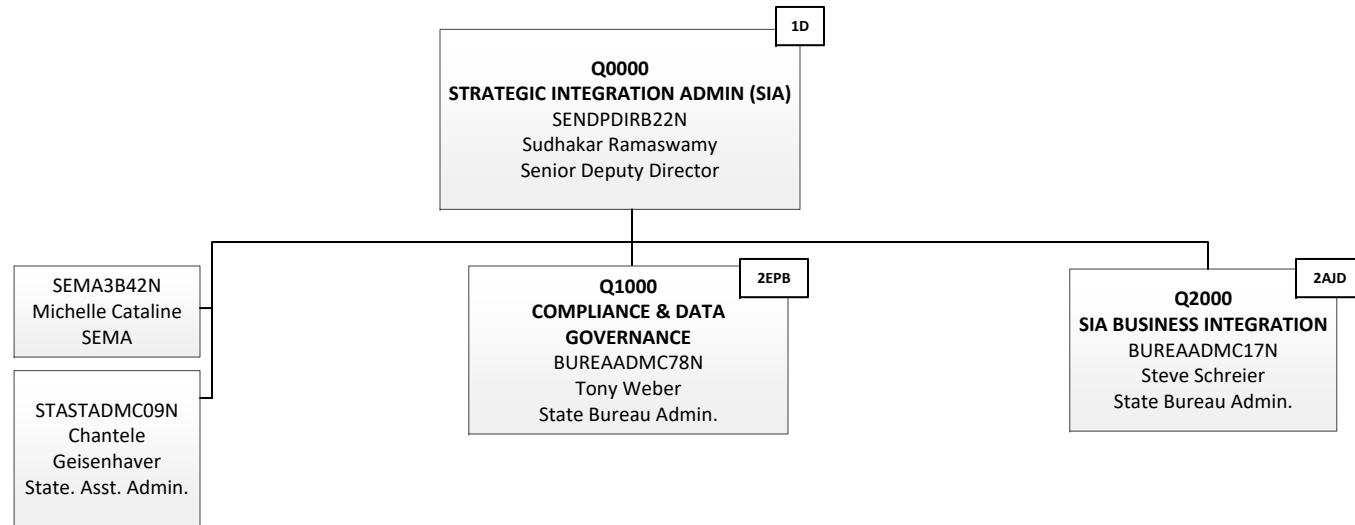 1D
Q0000
STRATEGIC INTEGRATION ADMIN (SIA)
SENDPDIRB22N
Sudhakar Ramaswamy
Senior Deputy Director
SEMA3B42N
Michelle Cataline
SEMA
STASTADMC09N
Chantele
Geisenhaver
State. Asst. Admin.
2EPB
Q1000
COMPLIANCE & DATA
GOVERNANCE
BUREAADMC78N
Tony Weber
State Bureau Admin.
2AJD
Q2000
SIA BUSINESS INTEGRATION
BUREAADMC17N
Steve Schreier
State Bureau Admin.